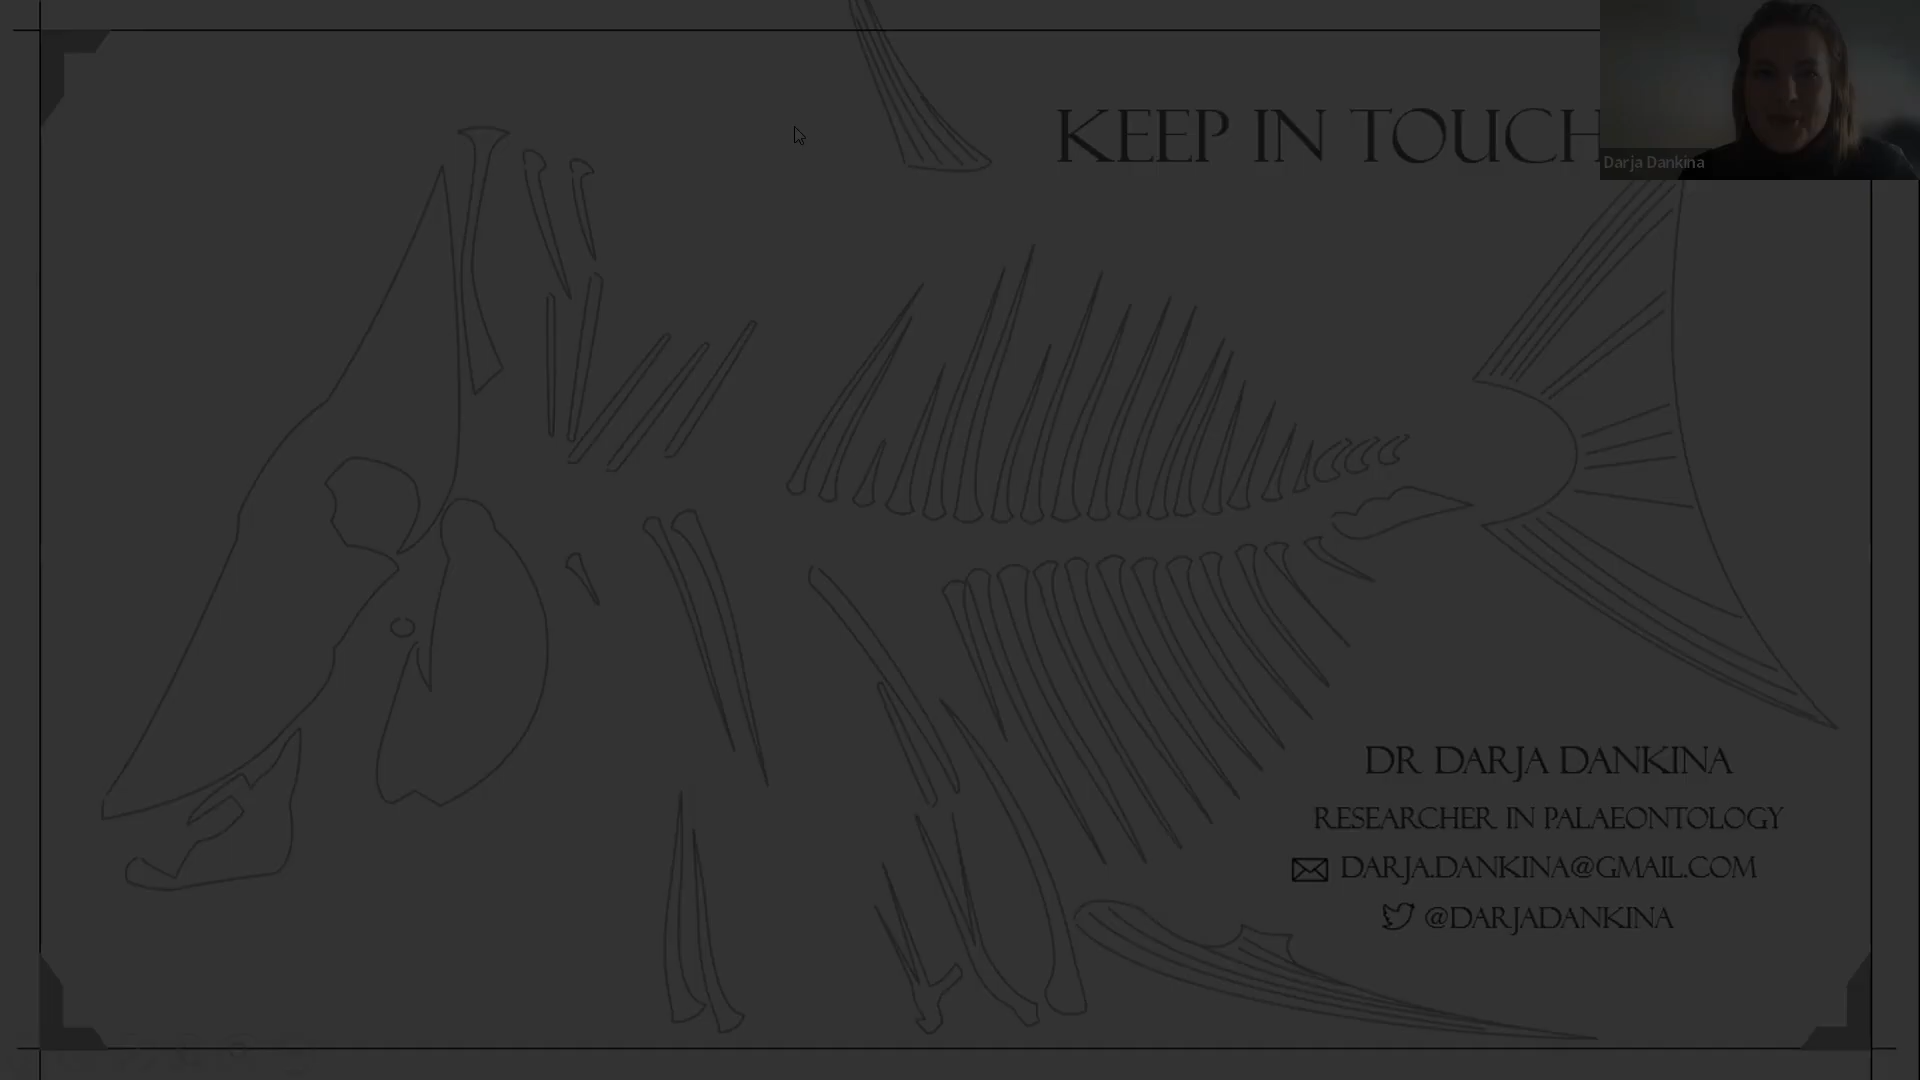 KEEP IN TOUCH
Darja Dankina
DR DARJA DANKINA
RESEARCHER IN PALAEONTOLOGY
DARJA.DANKINA@GMAIL.COM
@DARJADANKINA